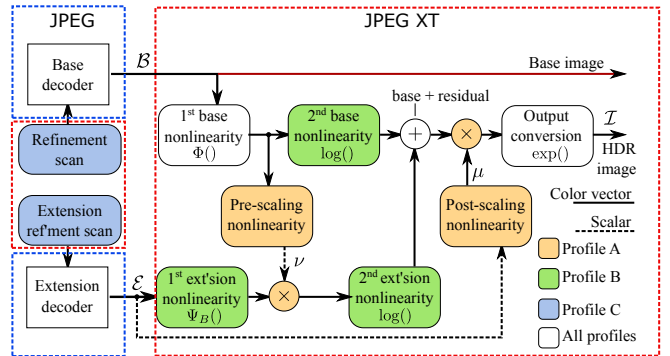 JPEG
JPEG XT
Base
decoder
B
Base image
1st base
nonlinearity
Φ()
2nd base
nonlinearity
log()
base + residual
+
×
Output
conversion
exp()
I
HDR
image
Refinement
scan
Extension
ref'ment scan
Pre-scaling
nonlinearity
μ
Post-scaling
nonlinearity
Color vector
Scalar
ν
Extension
decoder
ℰ
1st ext'sion
nonlinearity
Ψ_B()
×
2nd ext'sion
nonlinearity
log()
Profile A
Profile B
Profile C
All profiles